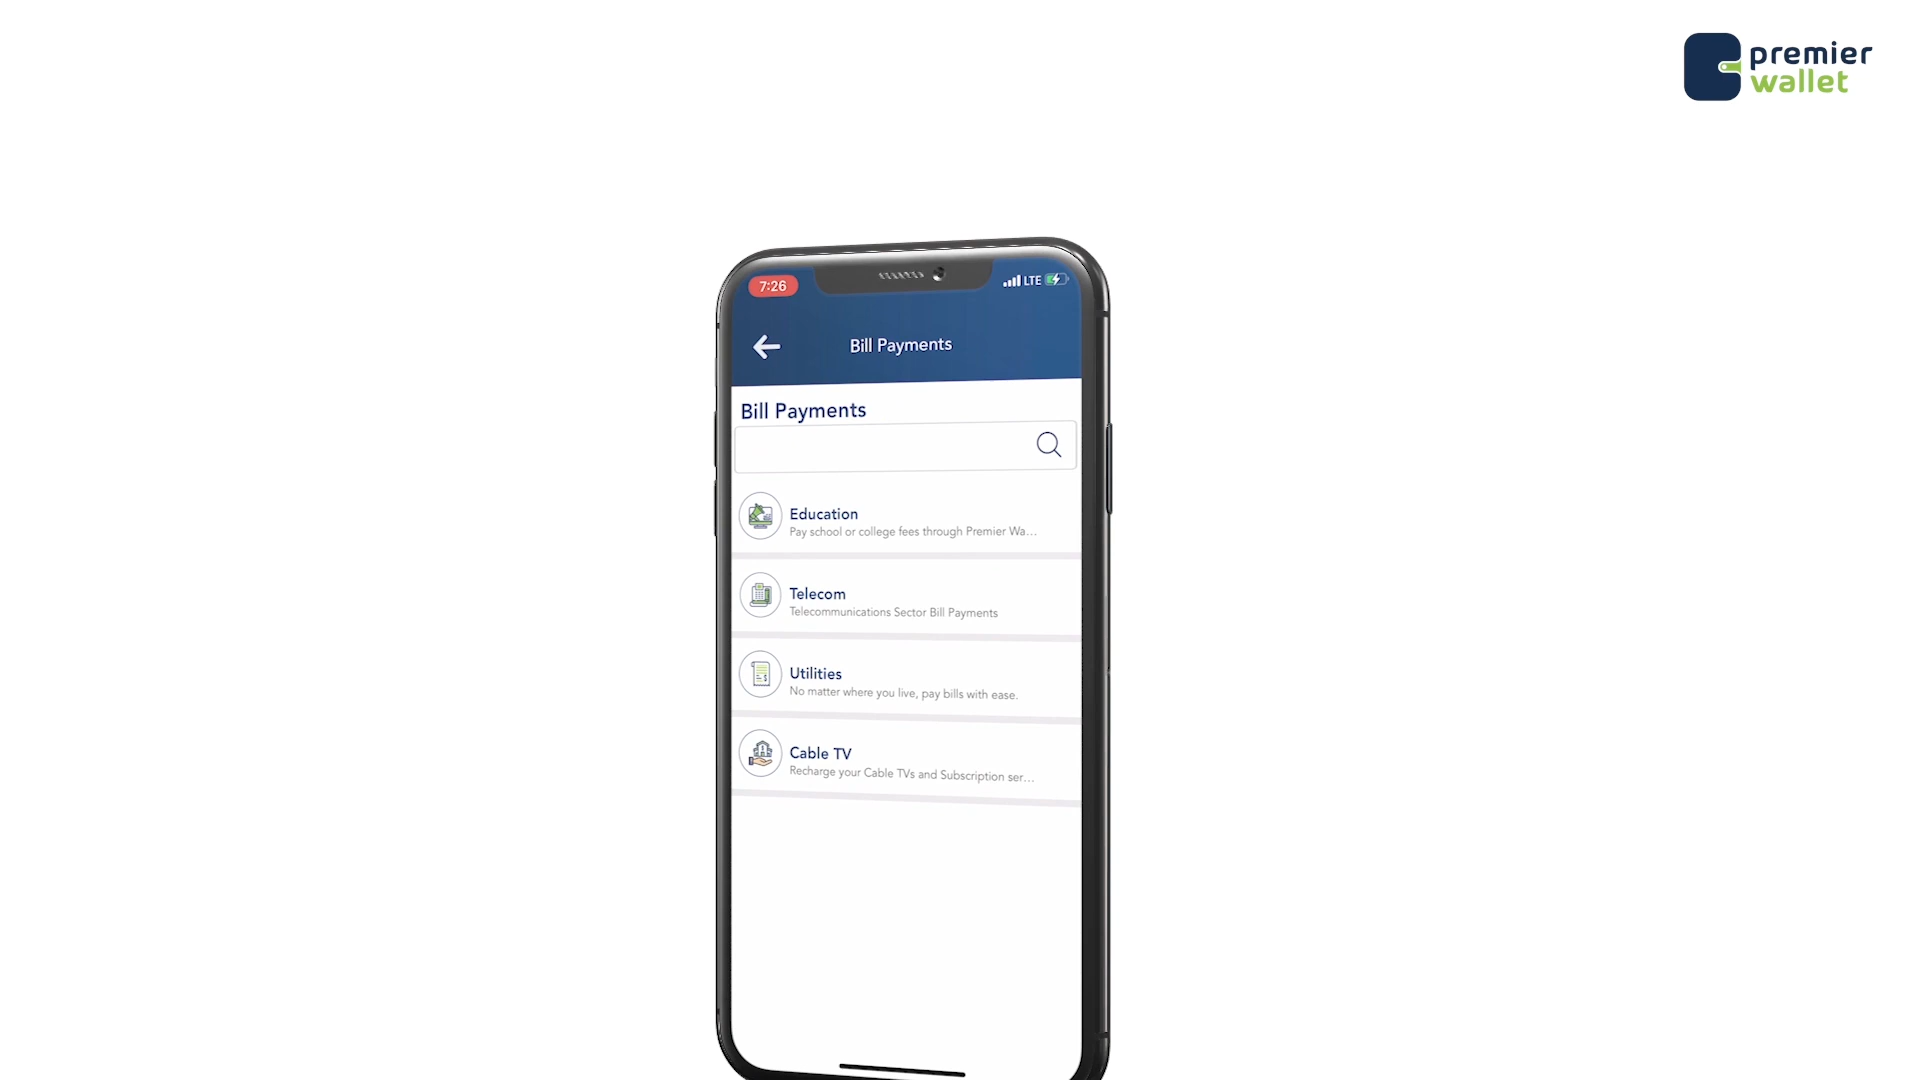 premier
wallet
7:26
LTE
Bill Payments
Bill Payments
Education
Pay school or college fees through Premier Wa...
Telecom
Telecommunications Sector Bill Payments
Utilities
No matter where you live, pay bills with ease.
Cable TV
Recharge your Cable TVs and Subscription ser...